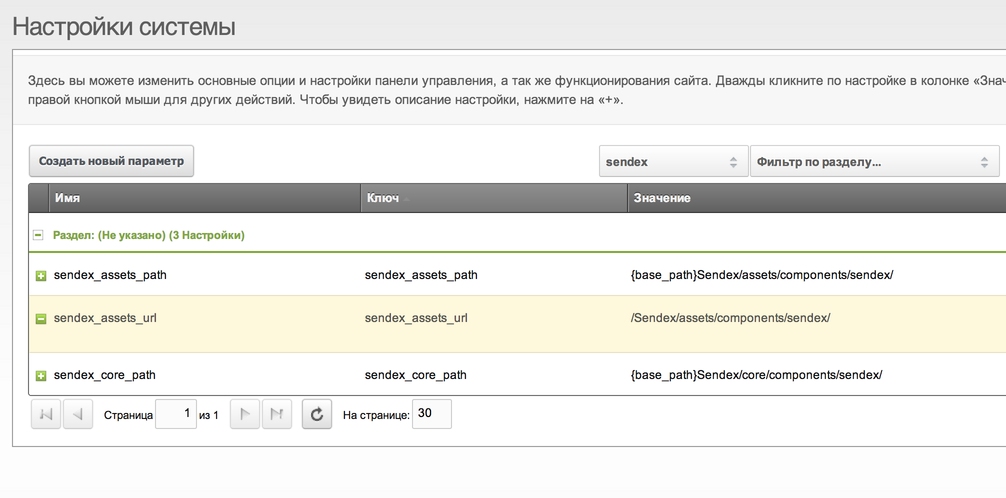 Настройки системы
Здесь вы можете изменить основные опции и настройки панели управления, а так же функционирования сайта. Дважды кликните по настройке в колонке «Знач
правой кнопкой мыши для других действий. Чтобы увидеть описание настройки, нажмите на «+».
Создать новый параметр sendex Фильтр по разделу...
Имя Ключ Значение
Раздел: (Не указано) (3 Настройки)
sendex_assets_path sendex_assets_path {base_path}Sendex/assets/components/sendex/
sendex_assets_url sendex_assets_url /Sendex/assets/components/sendex/
sendex_core_path sendex_core_path {base_path}Sendex/core/components/sendex/
Страница 1 из 1 На странице: 30